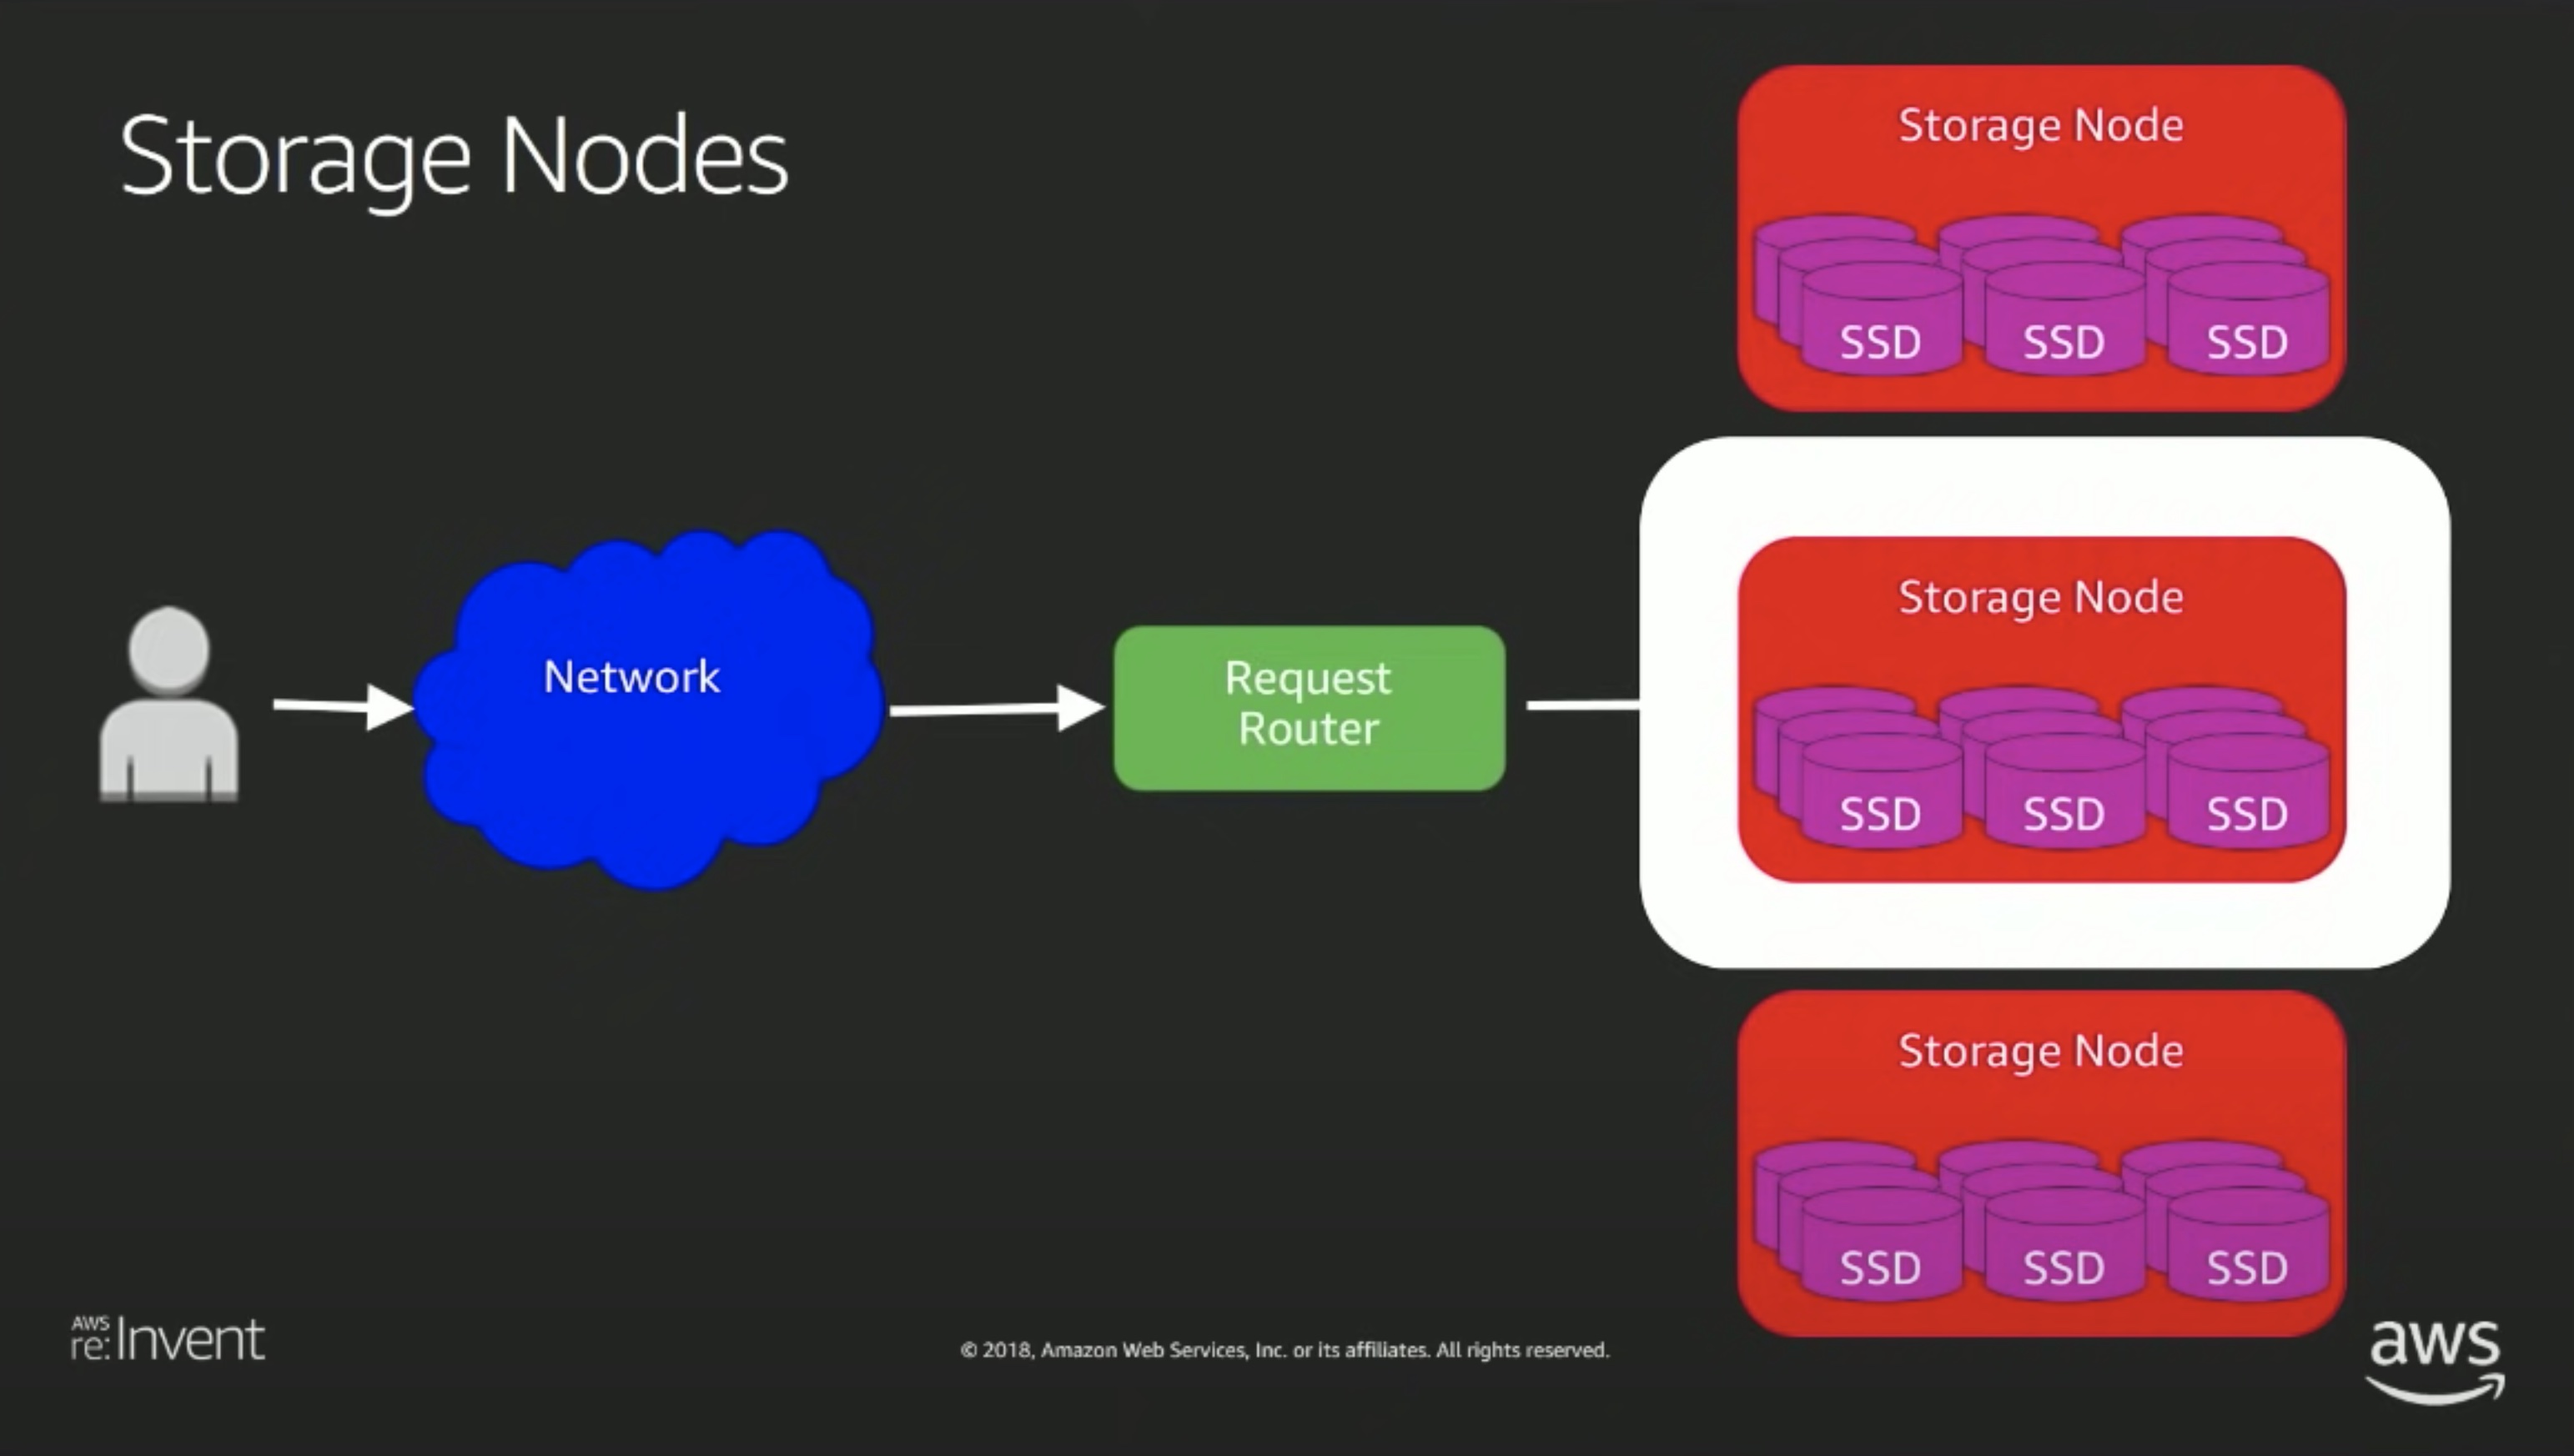 Storage Nodes
Storage Node
SSD SSD SSD
Network
Request
Router
Storage Node
SSD SSD SSD
Storage Node
SSD SSD SSD
AWS
re:Invent
© 2018, Amazon Web Services, Inc. or its affiliates. All rights reserved.
aws